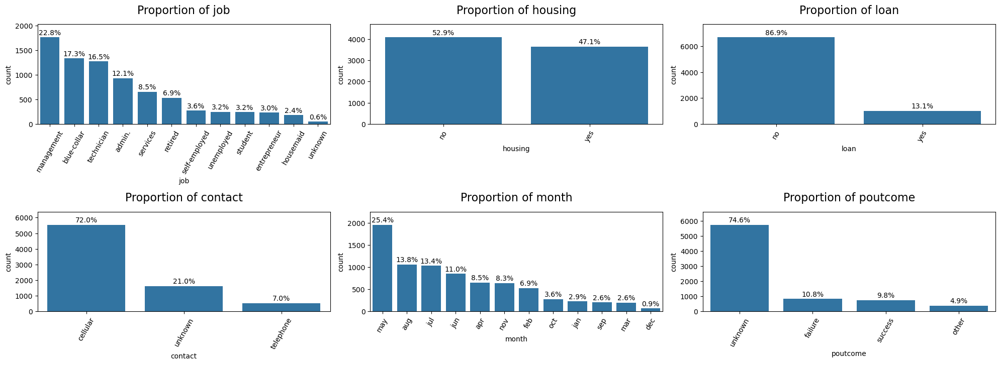 Proportion of job
2000
1500
1000
500
0
count
22.8%
17.3%
16.5%
12.1%
8.5%
6.9%
3.6%
3.2%
3.2%
3.0%
2.4%
0.6%
management
blue-collar
technician
admin.
services
retired
self-employed
unemployed
student
entrepreneur
housemaid
unknown
job
Proportion of housing
4000
3000
2000
1000
0
count
52.9%
47.1%
no
yes
housing
Proportion of loan
6000
4000
2000
0
count
86.9%
13.1%
no
yes
loan
Proportion of contact
6000
5000
4000
3000
2000
1000
0
count
72.0%
21.0%
7.0%
cellular
unknown
telephone
contact
Proportion of month
2000
1500
1000
500
0
count
25.4%
13.8%
13.4%
11.0%
8.5%
8.3%
6.9%
3.6%
2.9%
2.6%
2.6%
0.9%
may
aug
jul
jun
apr
nov
feb
oct
jan
sep
mar
dec
month
Proportion of poutcome
6000
5000
4000
3000
2000
1000
0
count
74.6%
10.8%
9.8%
4.9%
unknown
failure
success
other
poutcome